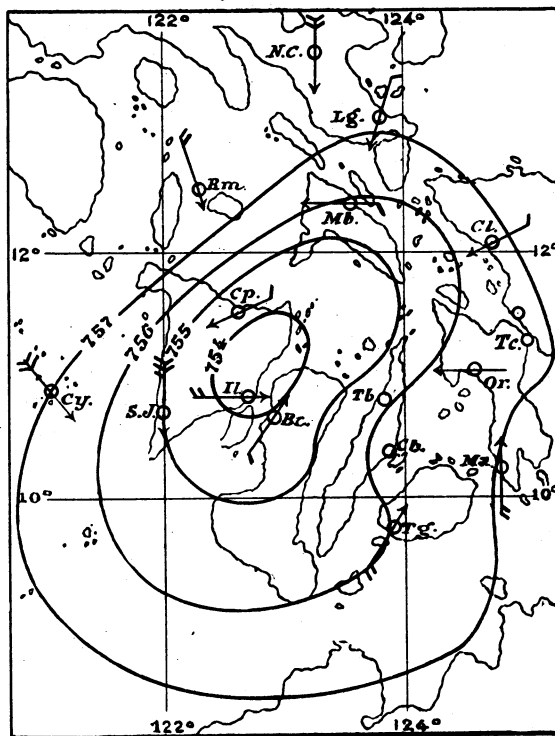 122° 124°
N.C.
Lg.
Rm.
Mb.
12° 12°
Cl.
Cp.
757 756° 755 754
Tc.
Cy.
S.J.
Il.
Bc.
Tb.
Or.
Cb.
Ma.
10° 10°
Tg.
122° 124°